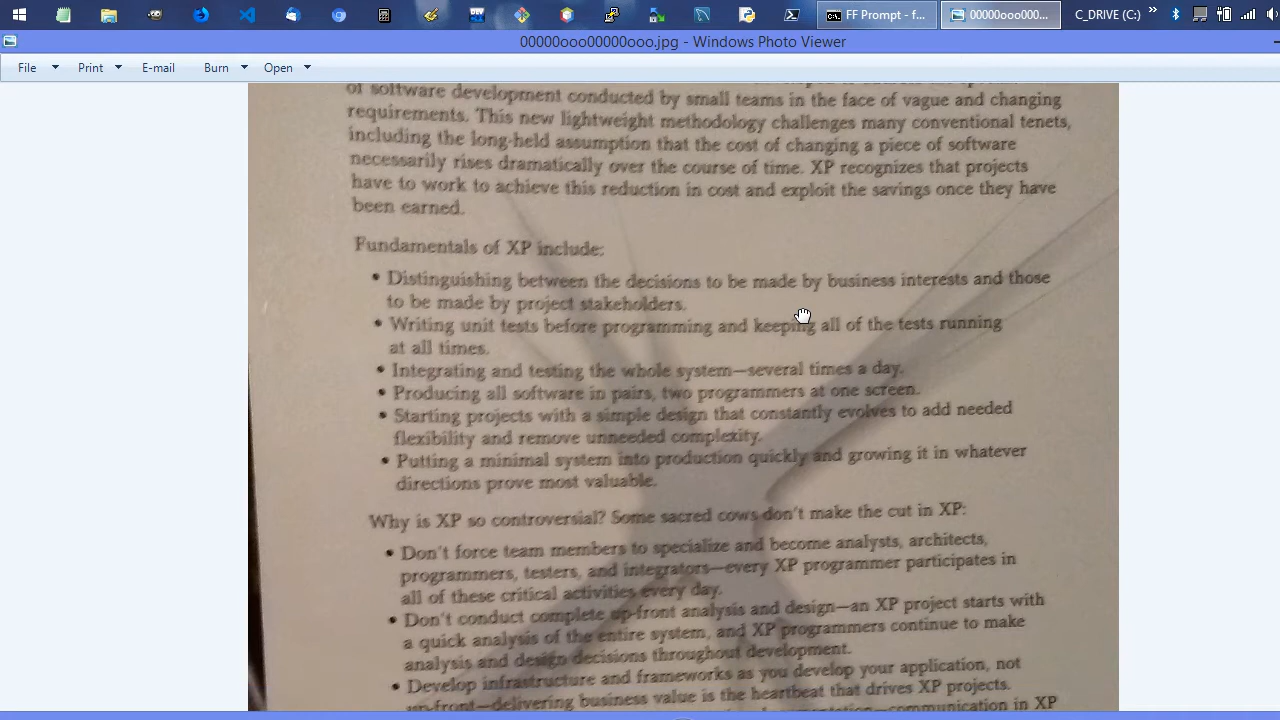 FF Prompt - f...
00000ooo000...
C_DRIVE (C:)
00000ooo00000ooo.jpg - Windows Photo Viewer
File Print E-mail Burn Open
of software development conducted by small teams in the face of vague and changing
requirements. This new lightweight methodology challenges many conventional tenets,
including the long-held assumption that the cost of changing a piece of software
necessarily rises dramatically over the course of time. XP recognizes that projects
have to work to achieve this reduction in cost and exploit the savings once they have
been earned.
Fundamentals of XP include:
• Distinguishing between the decisions to be made by business interests and those
to be made by project stakeholders.
• Writing unit tests before programming and keeping all of the tests running
at all times.
• Integrating and testing the whole system—several times a day.
• Producing all software in pairs, two programmers at one screen.
• Starting projects with a simple design that constantly evolves to add needed
flexibility and remove unneeded complexity.
• Putting a minimal system into production quickly and growing it in whatever
directions prove most valuable.
Why is XP so controversial? Some sacred cows don't make the cut in XP:
• Don't force team members to specialize and become analysts, architects,
programmers, testers, and integrators—every XP programmer participates in
all of these critical activities every day.
• Don't conduct complete up-front analysis and design—an XP project starts with
a quick analysis of the entire system, and XP programmers continue to make
analysis and design decisions throughout development.
• Develop infrastructure and frameworks as you develop your application, not
up-front—delivering business value is the heartbeat that drives XP projects.
communication in XP